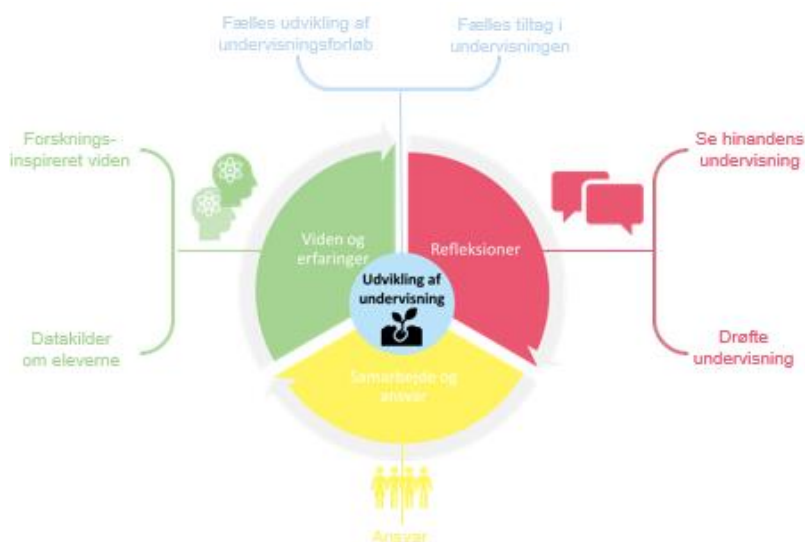 Fælles udvikling af
undervisningsforløb
Fælles tiltag i
undervisningen
Forsknings-
inspireret viden
Se hinandens
undervisning
Viden og
erfaringer
Refleksioner
Udvikling af
undervisning
Datakilder
om eleverne
Drøfte
undervisning
Samarbejde og
ansvar
Ansvar